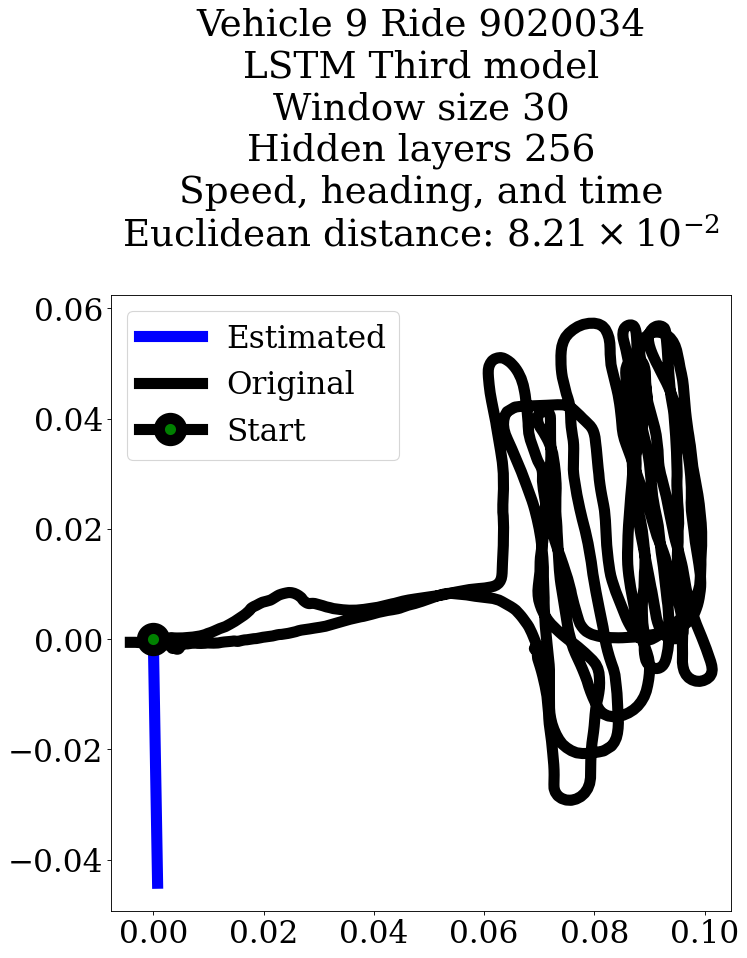 Vehicle 9 Ride 9020034
LSTM Third model
Window size 30
Hidden layers 256
Speed, heading, and time
Euclidean distance: 8.21 × 10⁻²
Estimated
Original
Start
0.06
0.04
0.02
0.00
−0.02
−0.04
0.00 0.02 0.04 0.06 0.08 0.10